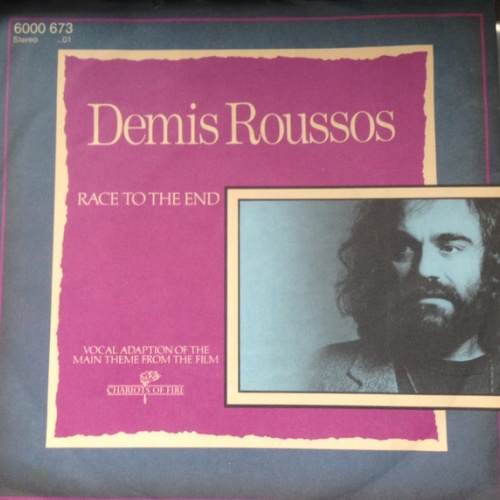 6000 673
Stereo ..01
Demis Roussos
RACE TO THE END
VOCAL ADAPTION OF THE
MAIN THEME FROM THE FILM
CHARIOTS OF FIRE